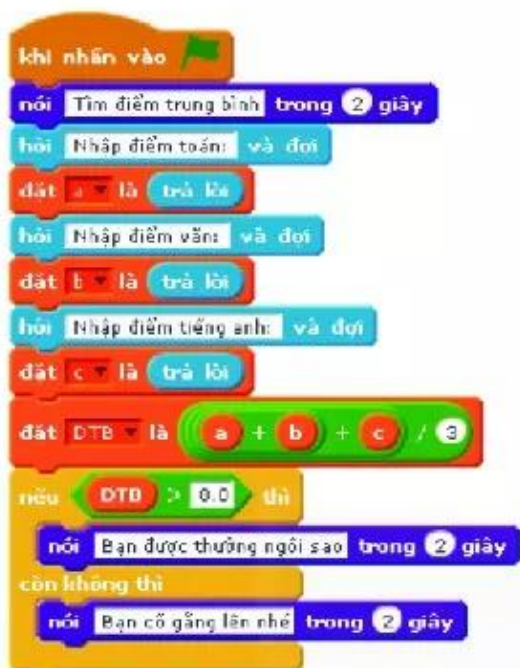 khi nhấn vào
nói Tìm điểm trung bình trong 2 giây
hỏi Nhập điểm toán: và đợi
đặt a là trả lời
hỏi Nhập điểm văn: và đợi
đặt b là trả lời
hỏi Nhập điểm tiếng anh: và đợi
đặt c là trả lời
đặt DTB là a + b + c / 3
nếu DTB > 8.0 thì
nói Bạn được thưởng ngôi sao trong 2 giây
còn không thì
nói Bạn cố gắng lên nhé trong 2 giây